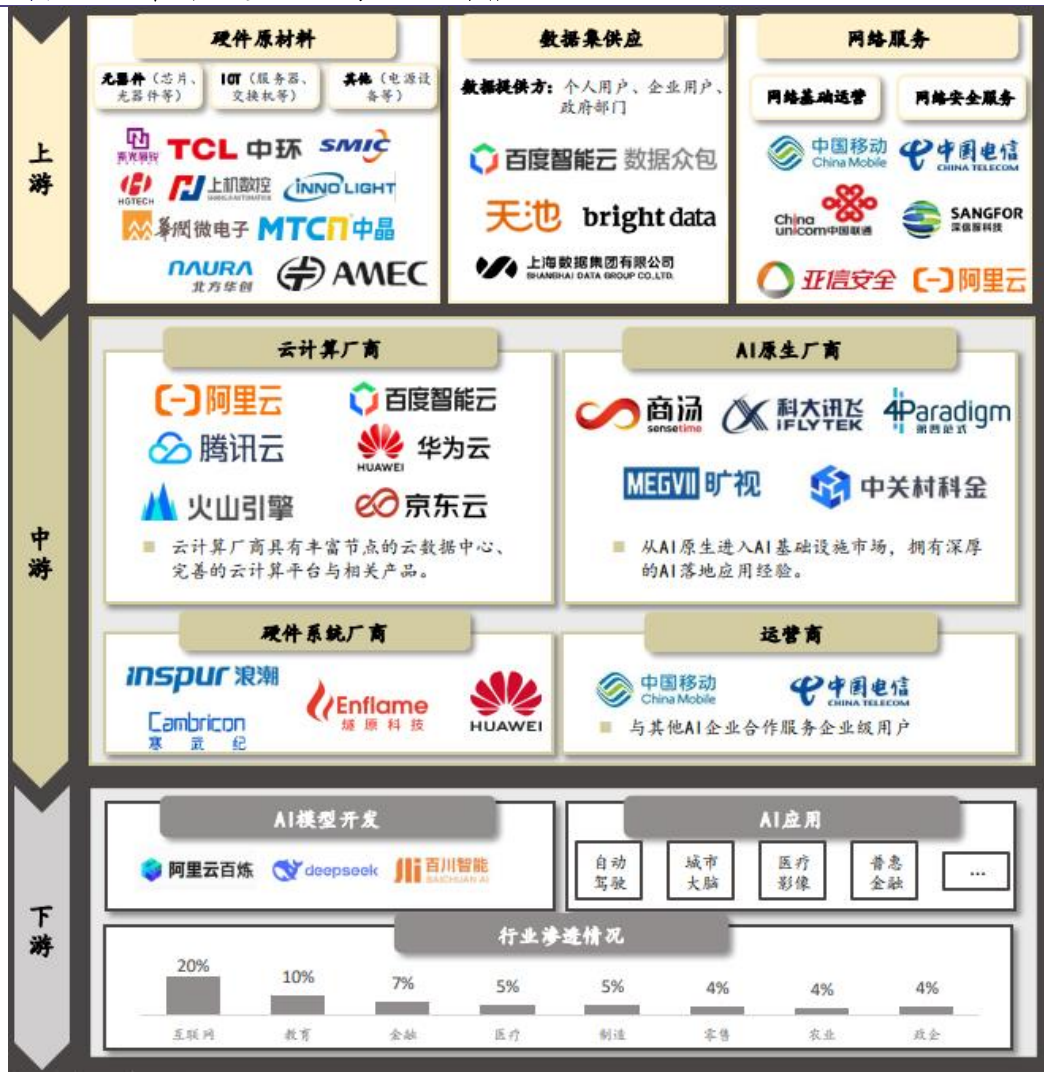 上游
硬件原材料
元器件（芯片、光器件等）
IOT（服务器、交换机等）
其他（电源设备等）
紫光展锐
TCL 中环
SMIC
HGTECH
上机数控
INNOLIGHT
華潤微电子
MTCN中晶
NAURA
北方华创
AMEC
数据集供应
数据提供方：个人用户、企业用户、
政府部门
百度智能云 数据众包
天池
bright data
上海数据集团有限公司
SHANGHAI DATA GROUP CO.,LTD.
网络服务
网络基础运营
网络安全服务
中国移动
China Mobile
中国电信
CHINA TELECOM
China
unicom中国联通
SANGFOR
深信服科技
亚信安全
阿里云
中游
云计算厂商
阿里云
百度智能云
腾讯云
HUAWEI
华为云
火山引擎
京东云
云计算厂商具有丰富节点的云数据中心、
完善的云计算平台与相关产品。
AI原生厂商
商汤
sensetime
科大讯飞
iFLYTEK
4Paradigm
第四范式
MEGVII 旷视
中关村科金
从AI原生进入AI基础设施市场，拥有深厚
的AI落地应用经验。
硬件系统厂商
inspur 浪潮
Cambricon
寒武纪
Enflame
燧原科技
HUAWEI
运营商
中国移动
China Mobile
中国电信
CHINA TELECOM
与其他AI企业合作服务企业级用户
下游
AI模型开发
阿里云百炼
deepseek
百川智能
BAICHUAN AI
AI应用
自动
驾驶
城市
大脑
医疗
影像
普惠
金融
…
行业渗透情况
20% 10% 7% 5% 5% 4% 4% 4%
互联网 教育 金融 医疗 制造 零售 农业 政企